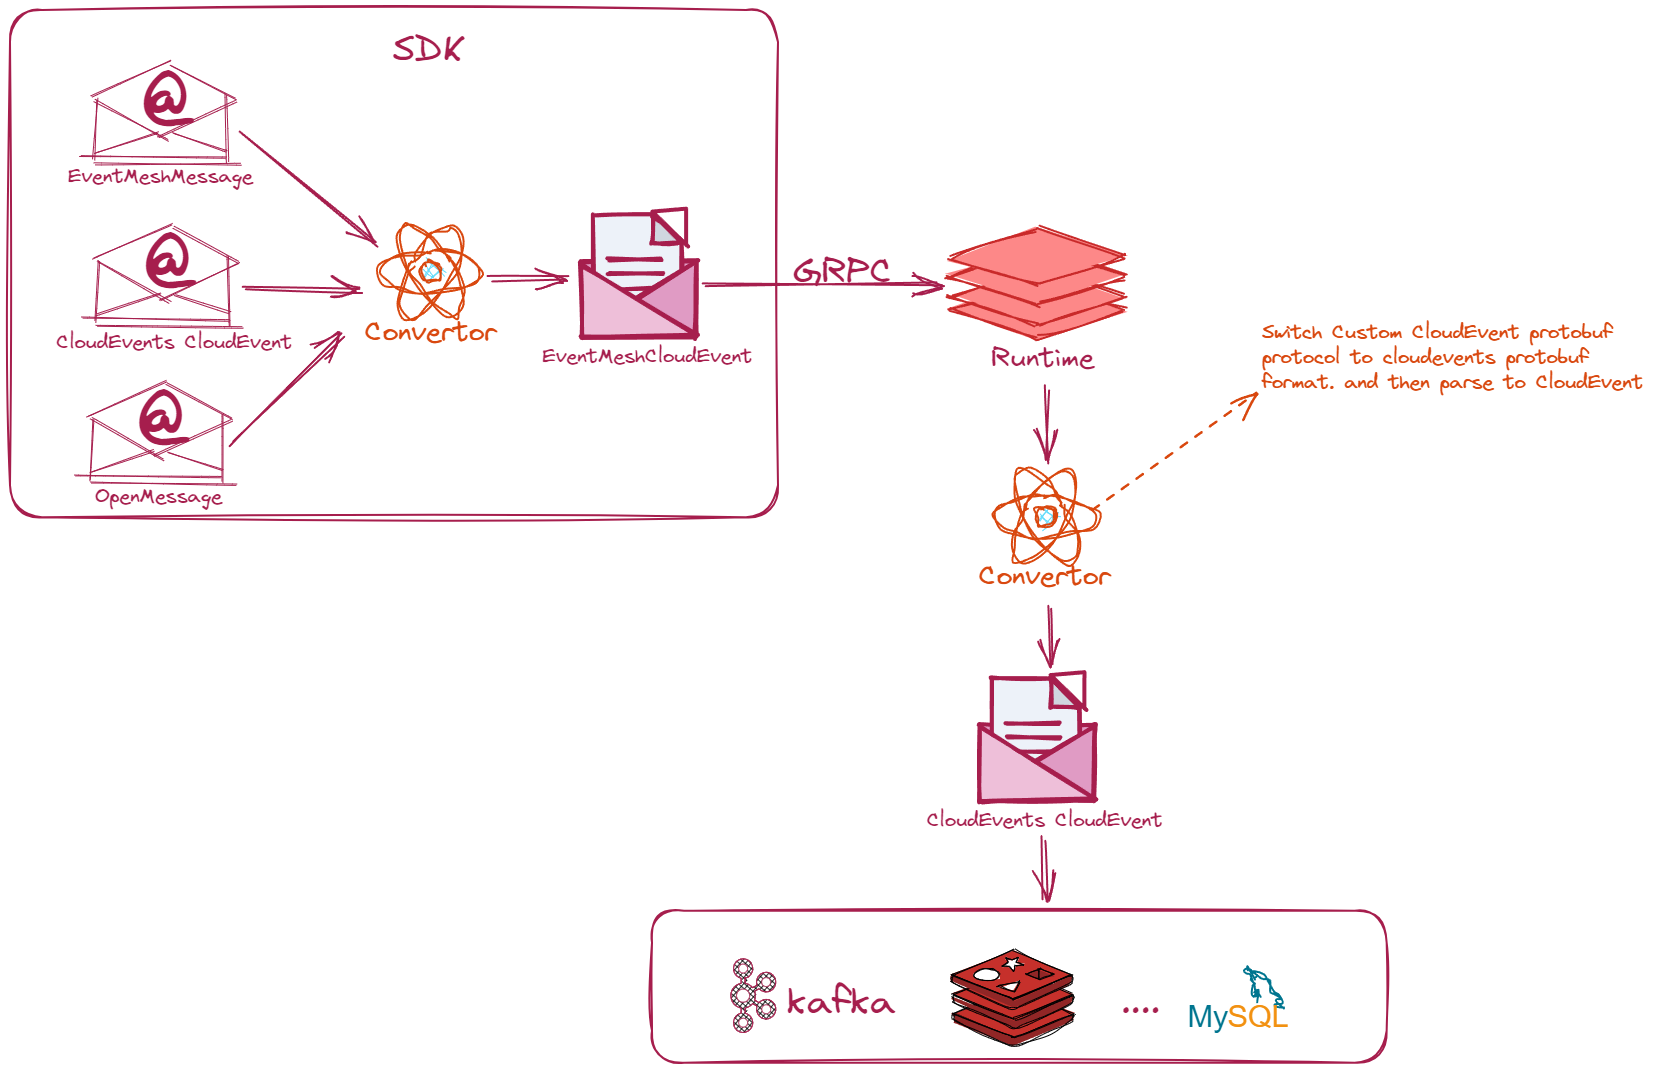 SDK
EventMeshMessage
CloudEvents CloudEvent
OpenMessage
Convertor
EventMeshCloudEvent
GRPC
Runtime
Switch Custom CloudEvent protobuf
protocol to cloudevents protobuf
format. and then parse to CloudEvent
Convertor
CloudEvents CloudEvent
kafka
....
MySQL